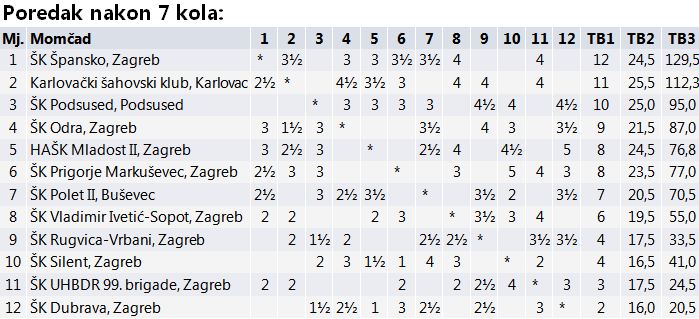 Poredak nakon 7 kola:
Mj. Momčad 1 2 3 4 5 6 7 8 9 10 11 12 TB1 TB2 TB3
1 ŠK Špansko, Zagreb * 3½ 3 3 3½ 3½ 4 4 12 24,5 129,5
2 Karlovački šahovski klub, Karlovac 2½ * 4½ 3½ 3 4 4 4 11 25,5 112,3
3 ŠK Podsused, Podsused * 3 3 3 3 4½ 4 4½ 10 25,0 95,0
4 ŠK Odra, Zagreb 3 1½ 3 * 3½ 4 3 3½ 9 21,5 87,0
5 HAŠK Mladost II, Zagreb 3 2½ 3 * 2½ 4 4½ 5 8 24,5 76,8
6 ŠK Prigorje Markuševec, Zagreb 2½ 3 3 * 3 5 4 3 8 23,5 77,0
7 ŠK Polet II, Buševec 2½ 3 2½ 3½ * 3½ 2 3½ 7 20,5 70,5
8 ŠK Vladimir Ivetić-Sopot, Zagreb 2 2 2 3 * 3½ 3 4 6 19,5 55,0
9 ŠK Rugvica-Vrbani, Zagreb 2 1½ 2 2½ 2½ * 3½ 3½ 4 17,5 33,5
10 ŠK Silent, Zagreb 2 3 1½ 1 4 3 * 2 4 16,5 41,0
11 ŠK UHBDR 99. brigade, Zagreb 2 2 2 2 2½ 4 * 3 3 17,5 24,5
12 ŠK Dubrava, Zagreb 1½ 2½ 1 3 2½ 2½ 3 * 2 16,0 20,5